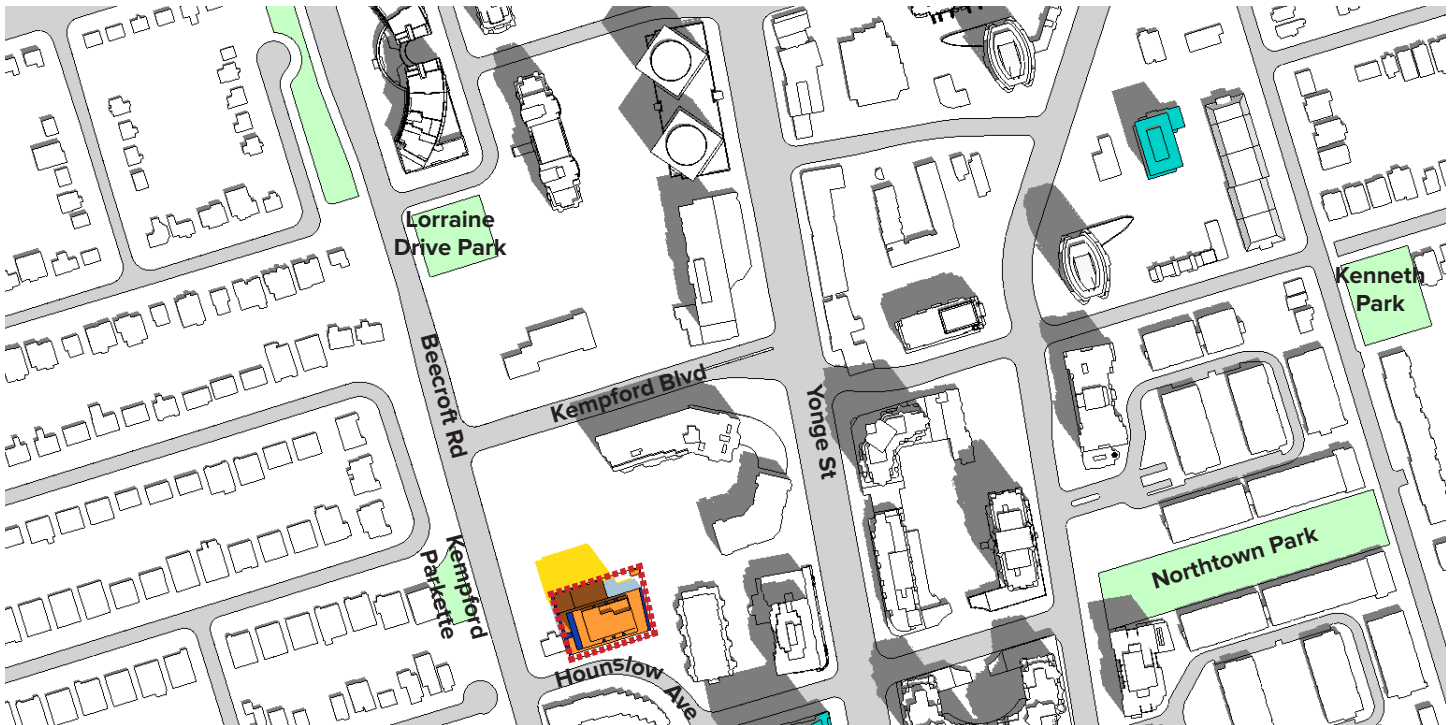 Lorraine
Drive Park
Kenneth
Park
Beecroft Rd
Kempford Blvd
Yonge St
Kempford
Parkette
Northtown Park
Hounslow Ave